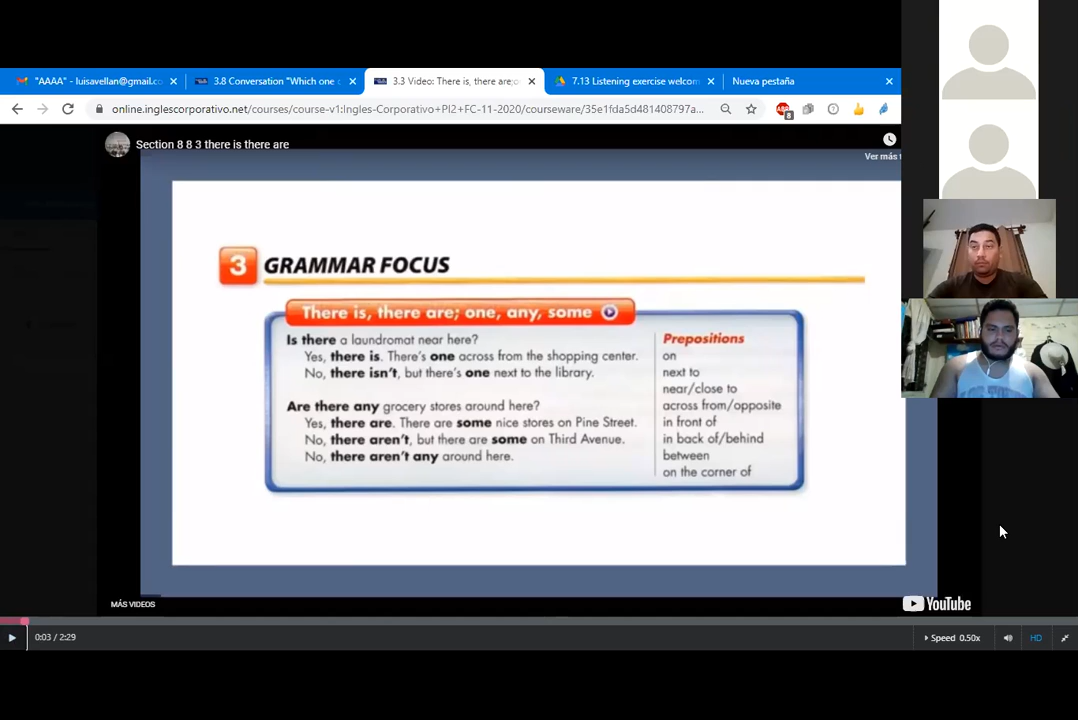 "AAAA" - luisavellan@gmail.co
3.8 Conversation "Which one
3.3 Video: There is, there are;
7.13 Listening exercise welcom
Nueva pestaña
online.inglescorporativo.net/courses/course-v1:Ingles-Corporativo+PI2+FC-11-2020/courseware/35e1fda5d481408797a...
8
Section 8 8 3 there is there are
Ver más
3 GRAMMAR FOCUS
There is, there are; one, any, some
Is there a laundromat near here?
Yes, there is. There's one across from the shopping center.
No, there isn't, but there's one next to the library.
Are there any grocery stores around here?
Yes, there are. There are some nice stores on Pine Street.
No, there aren't, but there are some on Third Avenue.
No, there aren't any around here.
Prepositions
on
next to
near/close to
across from/opposite
in front of
in back of/behind
between
on the corner of
MÁS VIDEOS
YouTube
0:03 / 2:29
Speed 0.50x
HD